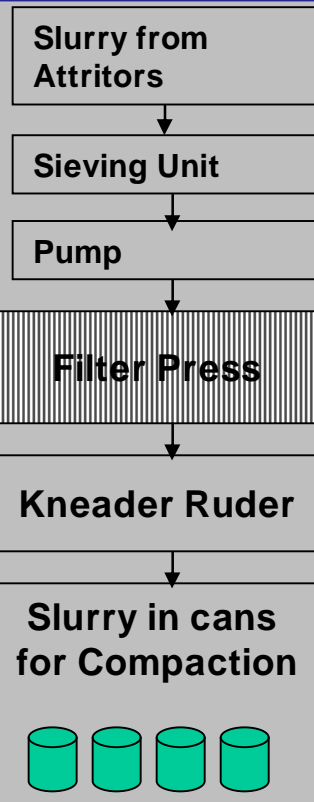 Slurry from
Attritors
Sieving Unit
Pump
Filter Press
Kneader Ruder
Slurry in cans
for Compaction